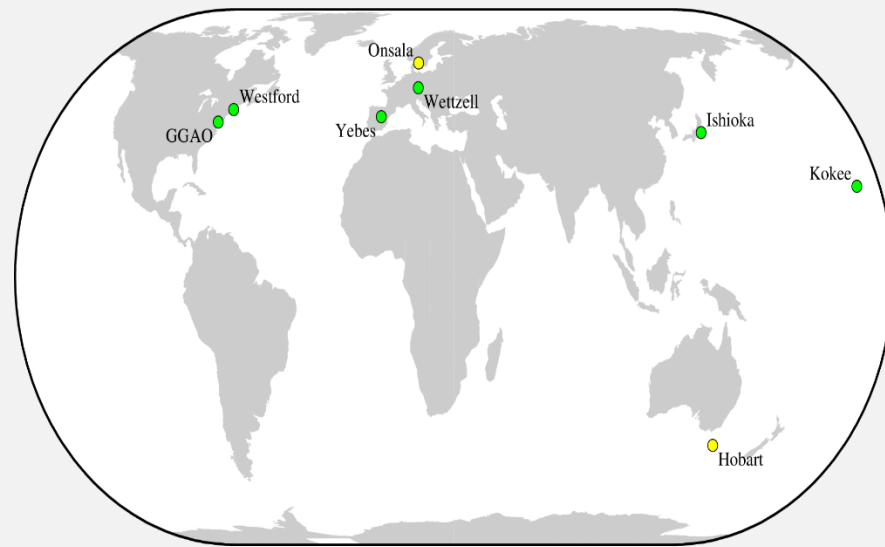 Onsala
Westford
Wettzell
GGAO
Yebes
Ishioka
Kokee
Hobart